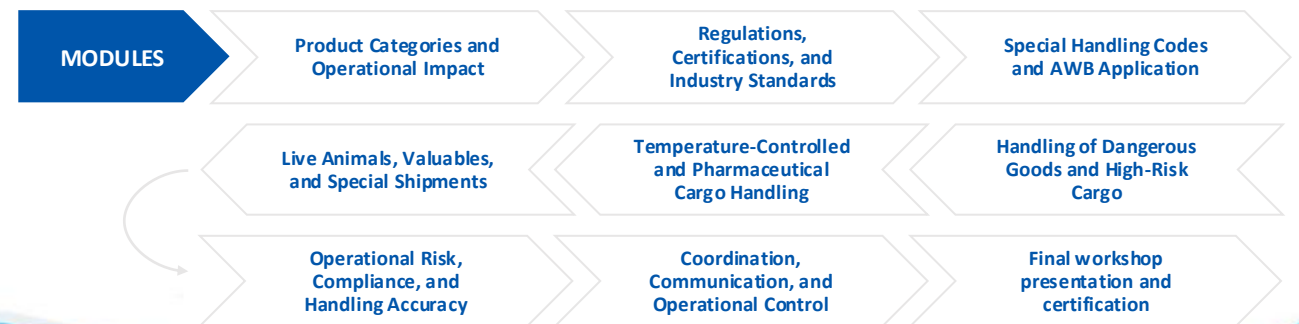 MODULES
Product Categories and
Operational Impact
Regulations,
Certifications, and
Industry Standards
Special Handling Codes
and AWB Application
Handling of Dangerous
Goods and High-Risk
Cargo
Temperature-Controlled
and Pharmaceutical
Cargo Handling
Live Animals, Valuables,
and Special Shipments
Operational Risk,
Compliance, and
Handling Accuracy
Coordination,
Communication, and
Operational Control
Final workshop
presentation and
certification